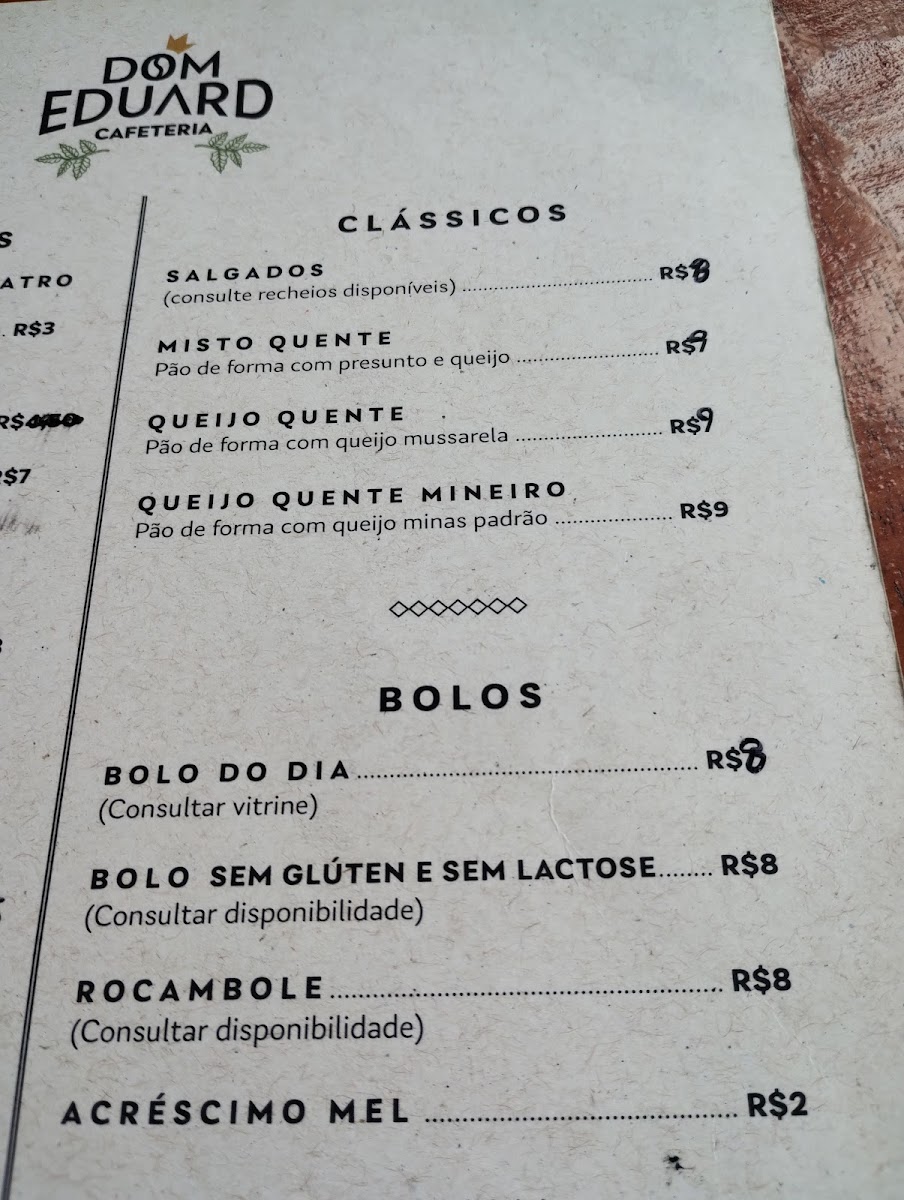 DOM
EDUARD
CAFETERIA
S
ATRO
R$3
R$
R$7
CLÁSSICOS
SALGADOS
(consulte recheios disponíveis) R$8
MISTO QUENTE
Pão de forma com presunto e queijo R$9
QUEIJO QUENTE
Pão de forma com queijo mussarela R$9
QUEIJO QUENTE MINEIRO
Pão de forma com queijo minas padrão R$9
BOLOS
BOLO DO DIA R$8
(Consultar vitrine)
BOLO SEM GLÚTEN E SEM LACTOSE R$8
(Consultar disponibilidade)
ROCAMBOLE R$8
(Consultar disponibilidade)
ACRÉSCIMO MEL R$2